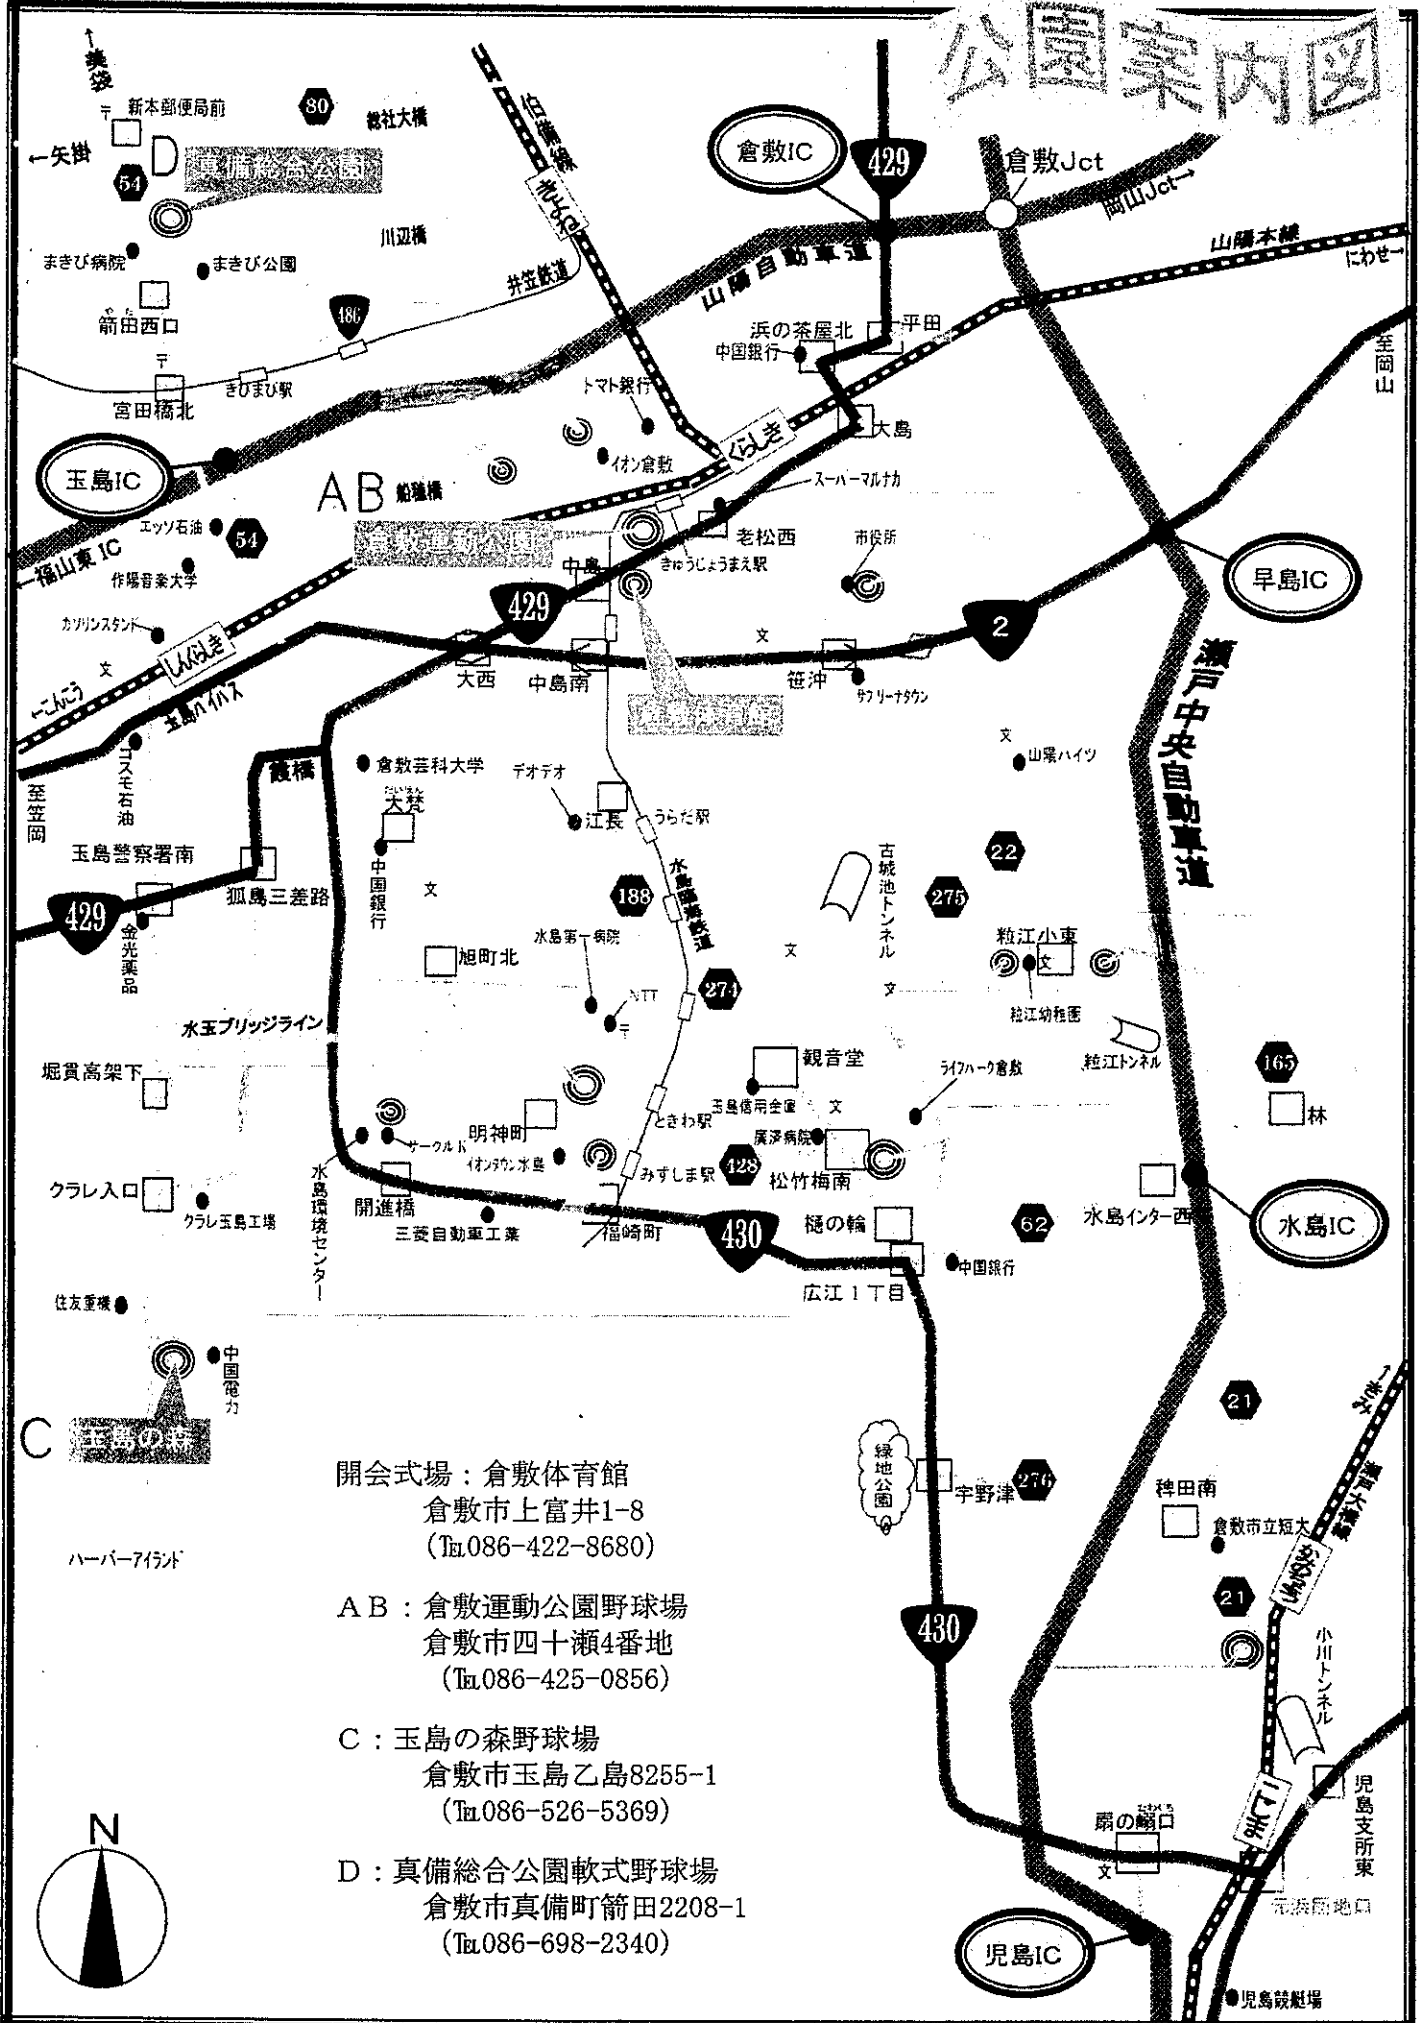 公園案内図
←美袋
〒
新本郵便局前
80
総社大橋
伯備線
倉敷IC
429
倉敷Jct
岡山Jct→
←矢掛
D
真備総合公園
54
きよね
川辺橋
山陽本線
にわせ→
まきび病院
まきび公園
井笠鉄道
山陽自動車道
やた
箭田西口
486
浜の茶屋北
平田
中国銀行
至岡山
〒
きびまび駅
宮田橋北
トマト銀行
大島
くらしき
玉島IC
イオン倉敷
AB
船穂橋
スーパーマルナカ
エッソ石油
54
倉敷運動公園
老松西
市役所
←福山東IC
作陽音楽大学
中島
きゅうじょうまえ駅
早島IC
429
ガソリンスタンド
2
文
しんくらしき
文
大西
中島南
笹沖
サブリーナタウン
←こんこう
玉島バイパス
倉敷体育館
瀬戸中央自動車道
文
山陽ハイツ
コスモ石油
霞橋
倉敷芸科大学
デオデオ
至笠岡
大梵
江長
うらだ駅
玉島警察署南
中国銀行
22
古城池トンネル
狐島三差路
文
188
水島臨海鉄道
275
429
金光薬品
水島第一病院
粒江小東
旭町北
文
文
274
文
NTT
〒
粒江幼稚園
水玉ブリッジライン
粒江トンネル
堀貫高架下
観音堂
ライフパーク倉敷
165
玉島信用金庫
文
林
ときわ駅
明神町
サークルK
廣済病院
イオンタウン水島
みずしま駅
428
松竹梅南
クラレ入口
水島環境センター
開進橋
クラレ玉島工場
三菱自動車工業
福崎町
430
樋の輪
62
水島インター西
水島IC
中国銀行
広江1丁目
住友重機
中国電力
C
玉島の森
21
緑地公園
宇野津
276
稗田南
倉敷市立短大
瀬戸大橋線
ハーバーアイランド
21
430
小川トンネル
こじま
児島支所東
扇の嵶口
文
児島IC
児島競艇場
開会式場：倉敷体育館
倉敷市上富井1-8
(℡086-422-8680)
AB：倉敷運動公園野球場
倉敷市四十瀬4番地
(℡086-425-0856)
C：玉島の森野球場
倉敷市玉島乙島8255-1
(℡086-526-5369)
D：真備総合公園軟式野球場
倉敷市真備町箭田2208-1
(℡086-698-2340)
N